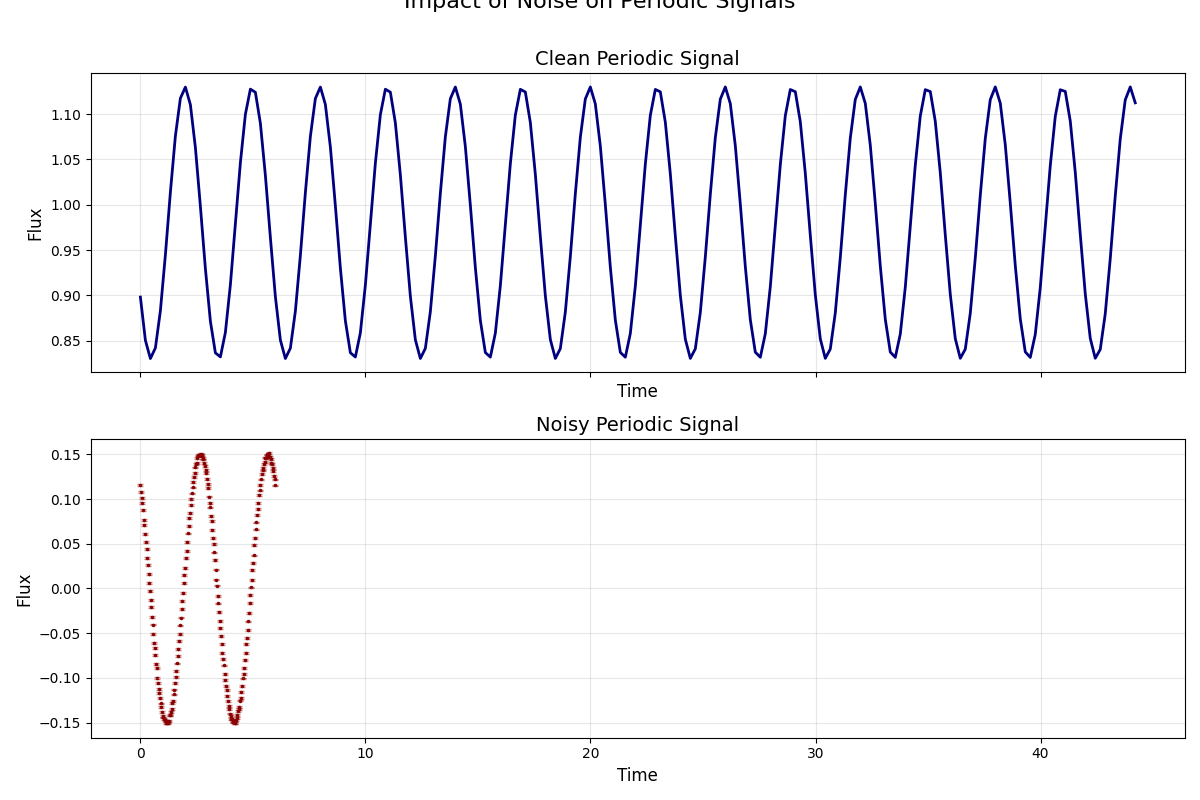 Impact of Noise on Periodic Signals
Clean Periodic Signal
1.10
1.05
1.00
0.95
0.90
0.85
Flux
Time
Noisy Periodic Signal
0.15
0.10
0.05
0.00
−0.05
−0.10
−0.15
Flux
0 10 20 30 40
Time